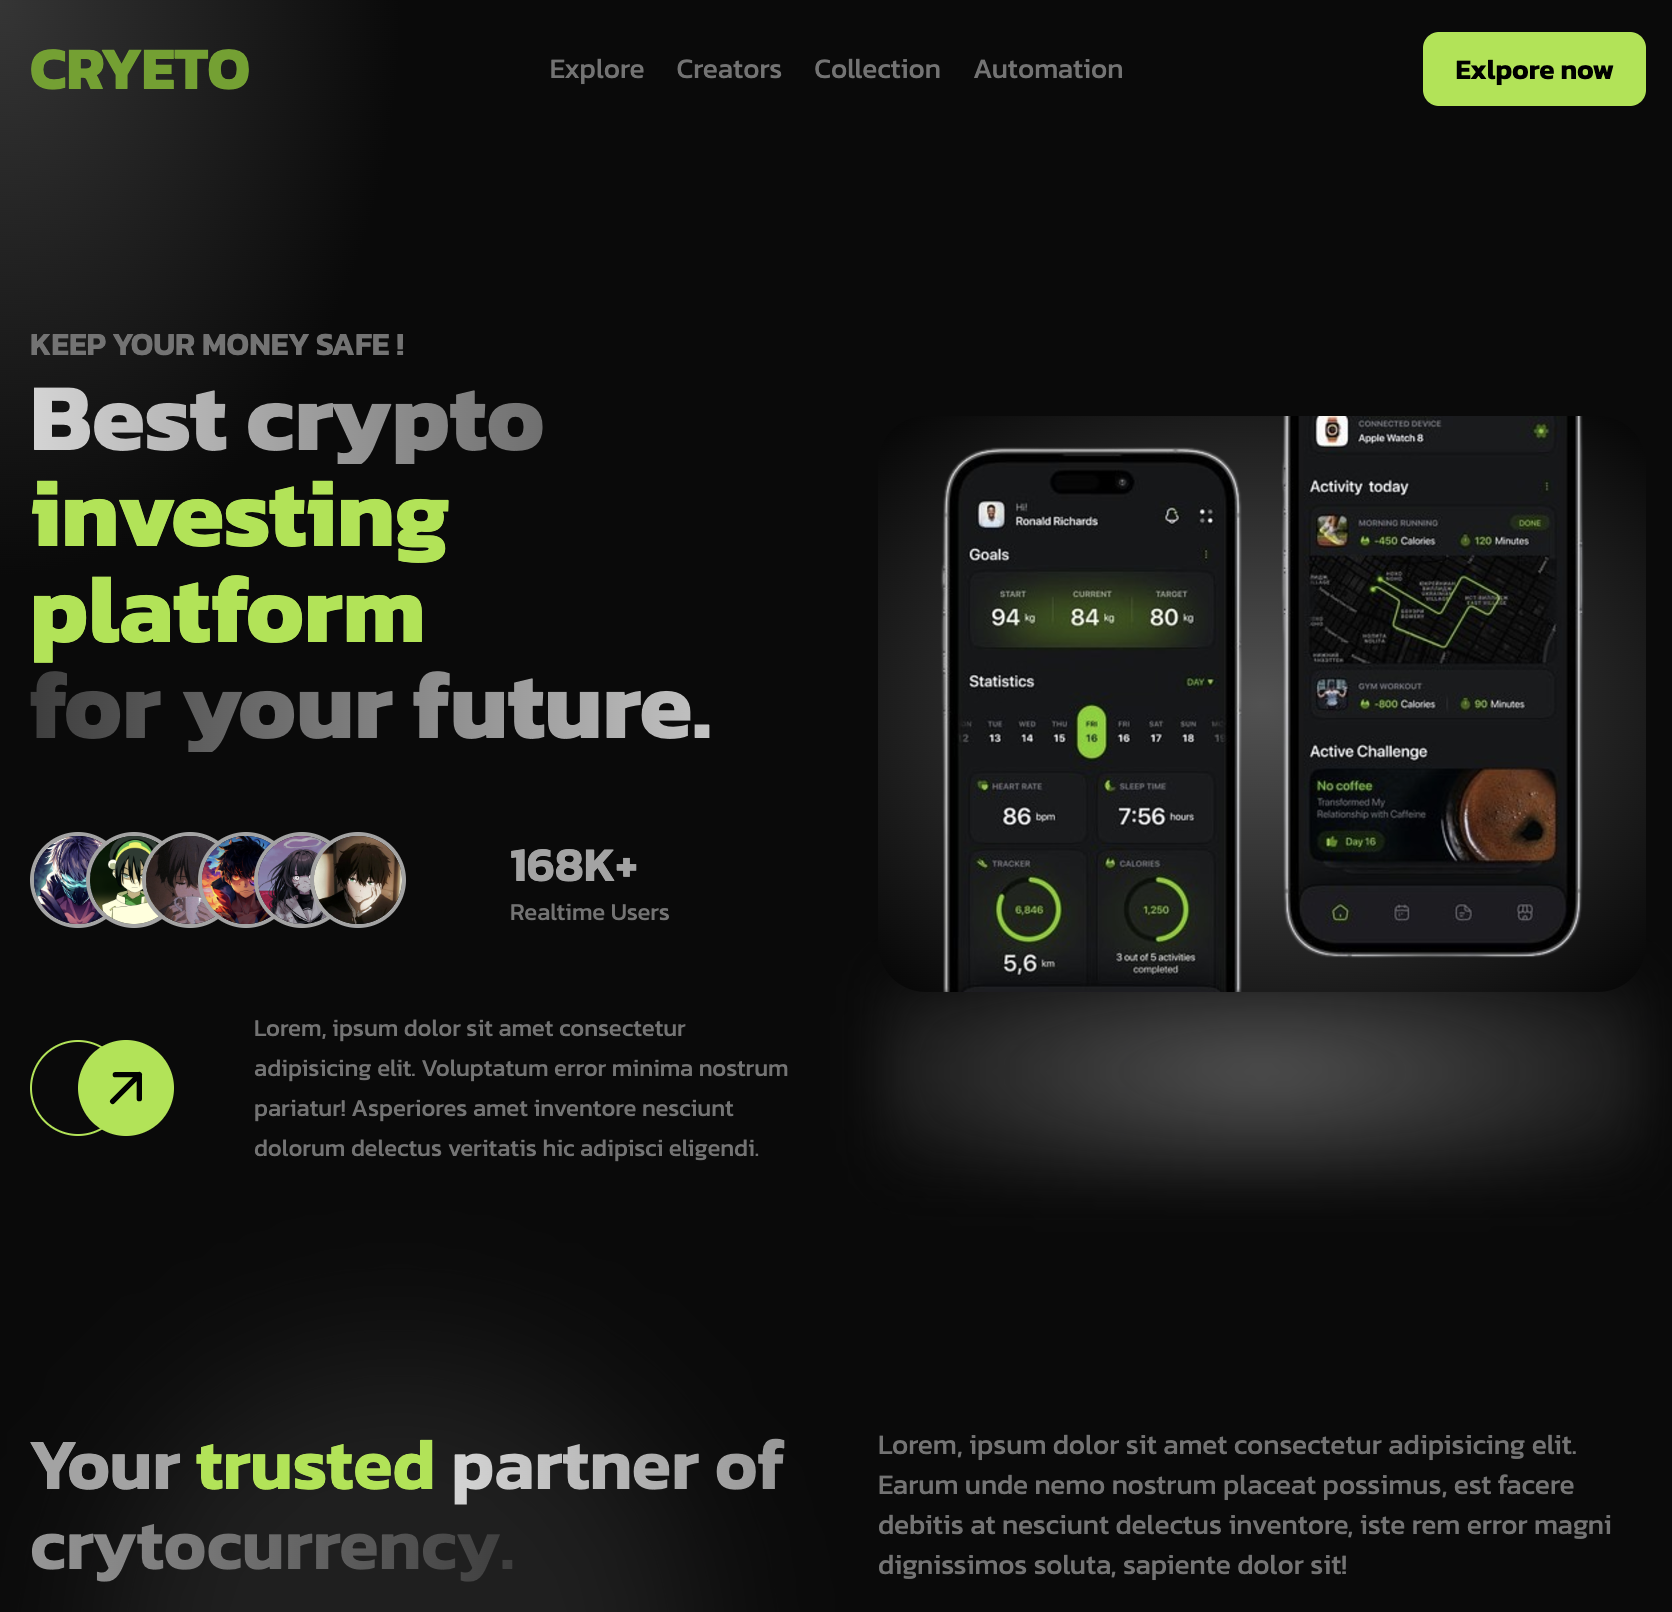 CRYETO
Explore
Creators
Collection
Automation
Exlpore now
KEEP YOUR MONEY SAFE !
Best crypto
investing
platform
for your future.
168K+
Realtime Users
Lorem, ipsum dolor sit amet consectetur
adipisicing elit. Voluptatum error minima nostrum
pariatur! Asperiores amet inventore nesciunt
dolorum delectus veritatis hic adipisci eligendi.
Hi!
Ronald Richards
Goals
START CURRENT TARGET
94 kg 84 kg 80 kg
Statistics
DAY
TUE WED THU FRI FRI SAT SUN
13 14 15 16 16 17 18
HEART RATE
86 bpm
SLEEP TIME
7:56 hours
TRACKER
6,846
5,6 km
CALORIES
1,250
3 out of 5 activities
completed
CONNECTED DEVICE
Apple Watch 8
Activity today
MORNING RUNNING
DONE
-450 Calories
120 Minutes
GYM WORKOUT
-800 Calories
90 Minutes
Active Challenge
No coffee
Transformed My
Relationship with Caffeine
Day 16
Your trusted partner of
crytocurrency.
Lorem, ipsum dolor sit amet consectetur adipisicing elit.
Earum unde nemo nostrum placeat possimus, est facere
debitis at nesciunt delectus inventore, iste rem error magni
dignissimos soluta, sapiente dolor sit!